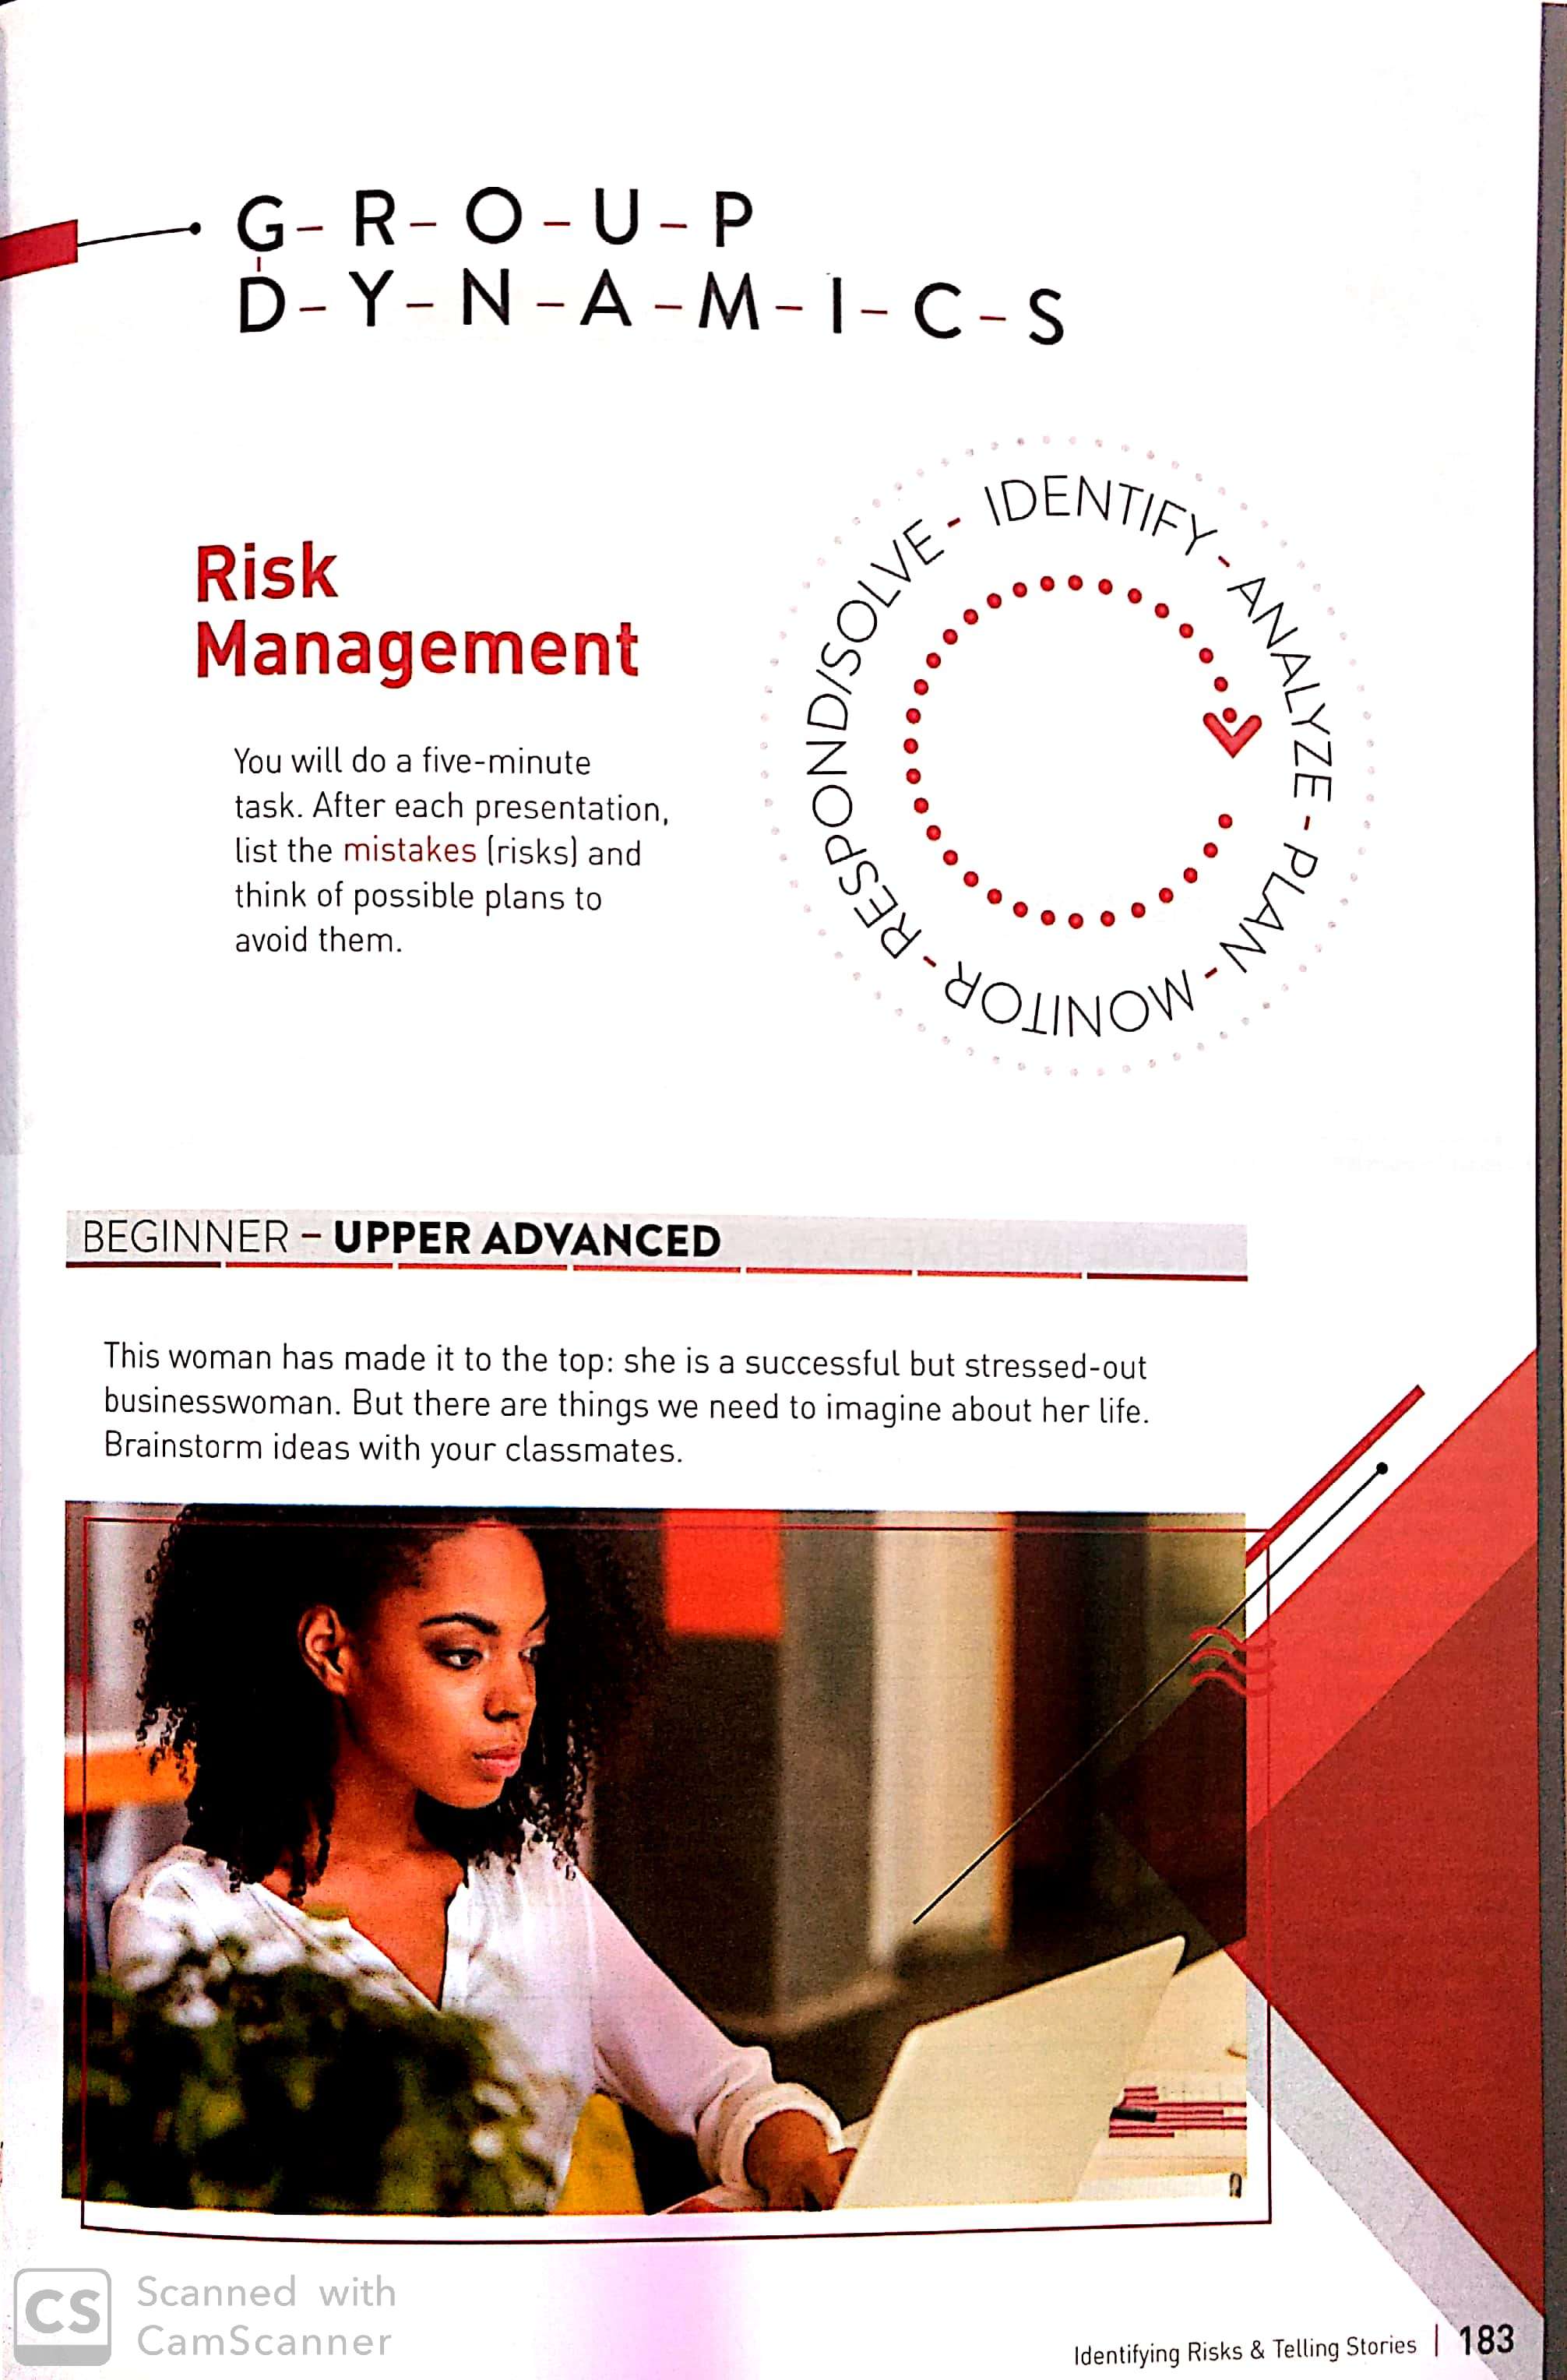 G-R-O-U-P
D-Y-N-A-M-I-C-S
Risk
Management
You will do a five-minute
task. After each presentation,
list the mistakes (risks) and
think of possible plans to
avoid them.
IDENTIFY - ANALYZE - PLAN - MONITOR - RESPOND/SOLVE -
BEGINNER – UPPER ADVANCED
This woman has made it to the top: she is a successful but stressed-out
businesswoman. But there are things we need to imagine about her life.
Brainstorm ideas with your classmates.
CS
Scanned with
CamScanner
Identifying Risks & Telling Stories | 183